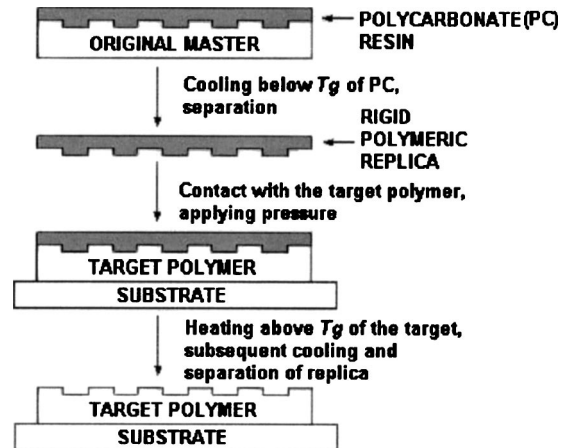 POLYCARBONATE(PC)
RESIN
ORIGINAL MASTER
Cooling below Tg of PC,
separation
RIGID
POLYMERIC
REPLICA
Contact with the target polymer,
applying pressure
TARGET POLYMER
SUBSTRATE
Heating above Tg of the target,
subsequent cooling and
separation of replica
TARGET POLYMER
SUBSTRATE